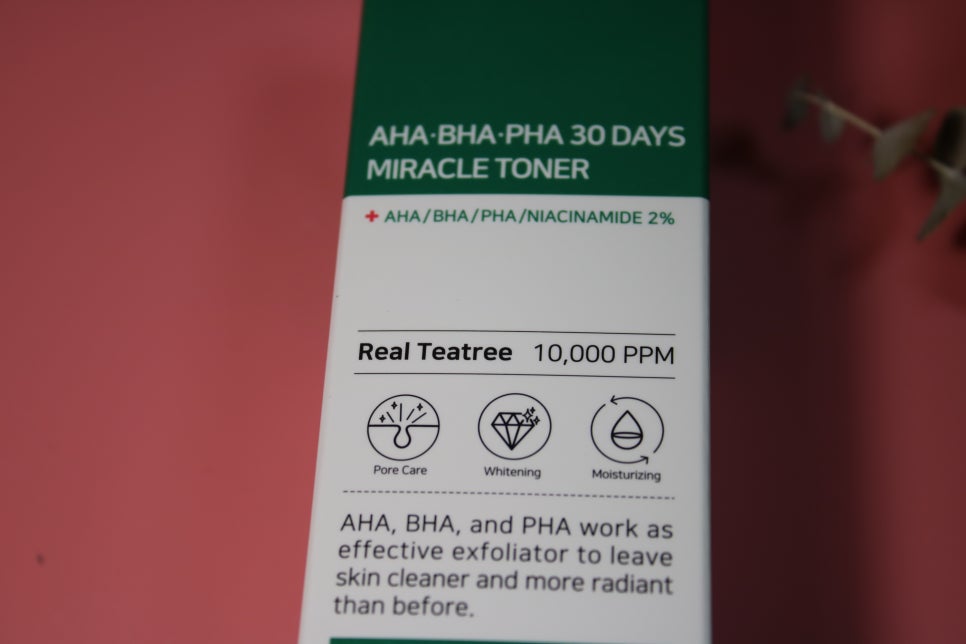 AHA·BHA·PHA 30 DAYS
MIRACLE TONER
+ AHA/BHA/PHA/NIACINAMIDE 2%
Real Teatree 10,000 PPM
Pore Care Whitening Moisturizing
AHA, BHA, and PHA work as
effective exfoliator to leave
skin cleaner and more radiant
than before.